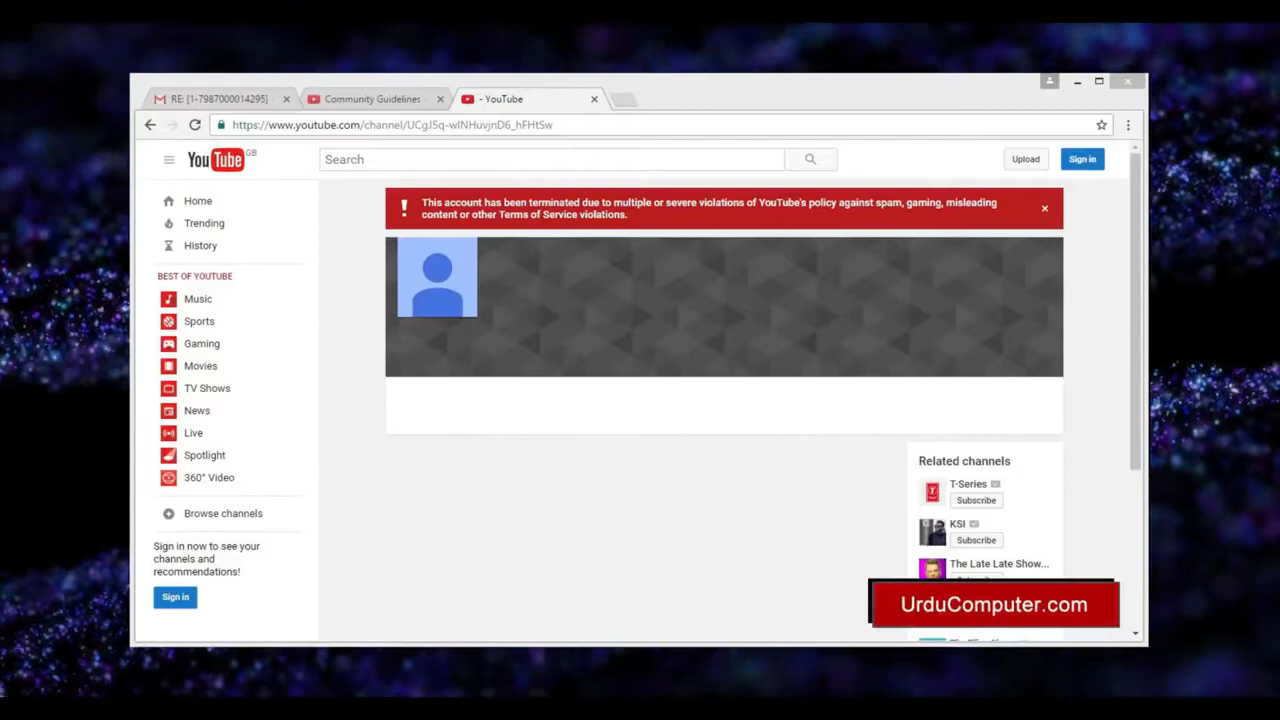 RE: [1-7987000014295]
Community Guidelines
- YouTube
https://www.youtube.com/channel/UCgJ5q-wINHuvjnD6_hFHtSw
YouTube GB
Search
Upload
Sign in
Home
Trending
History
BEST OF YOUTUBE
Music
Sports
Gaming
Movies
TV Shows
News
Live
Spotlight
360° Video
Browse channels
Sign in now to see your
channels and
recommendations!
Sign in
This account has been terminated due to multiple or severe violations of YouTube's policy against spam, gaming, misleading
content or other Terms of Service violations.
Related channels
T-Series
Subscribe
KSI
Subscribe
The Late Late Show...
UrduComputer.com